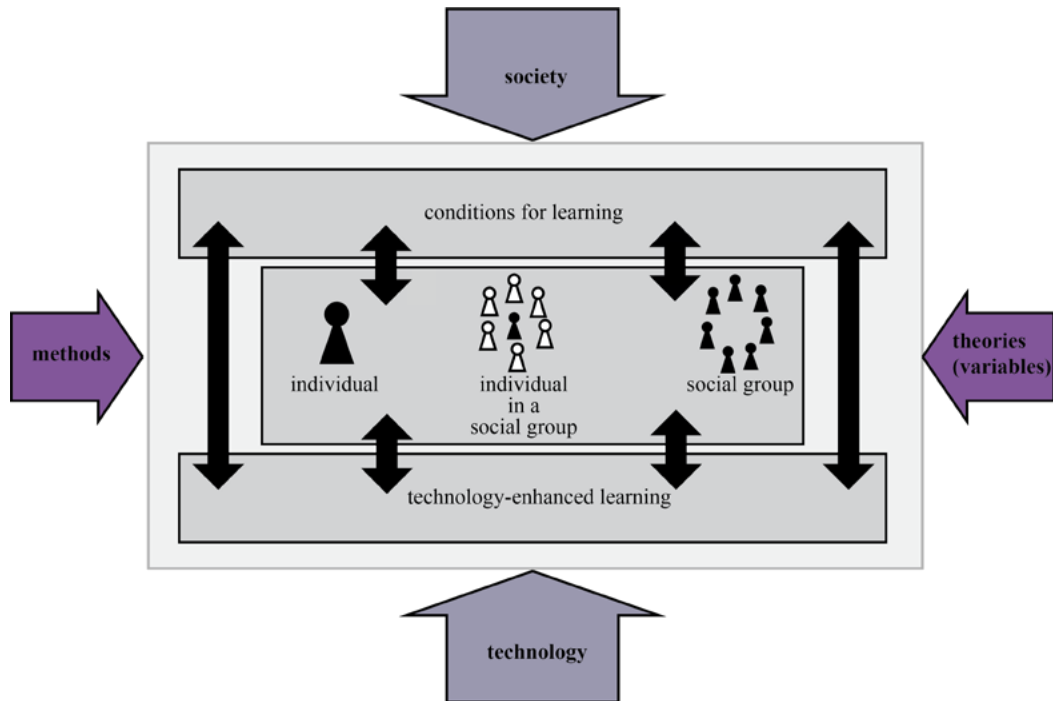 society
conditions for learning
methods
theories
(variables)
individual
individual
in a
social group
social group
technology-enhanced learning
technology